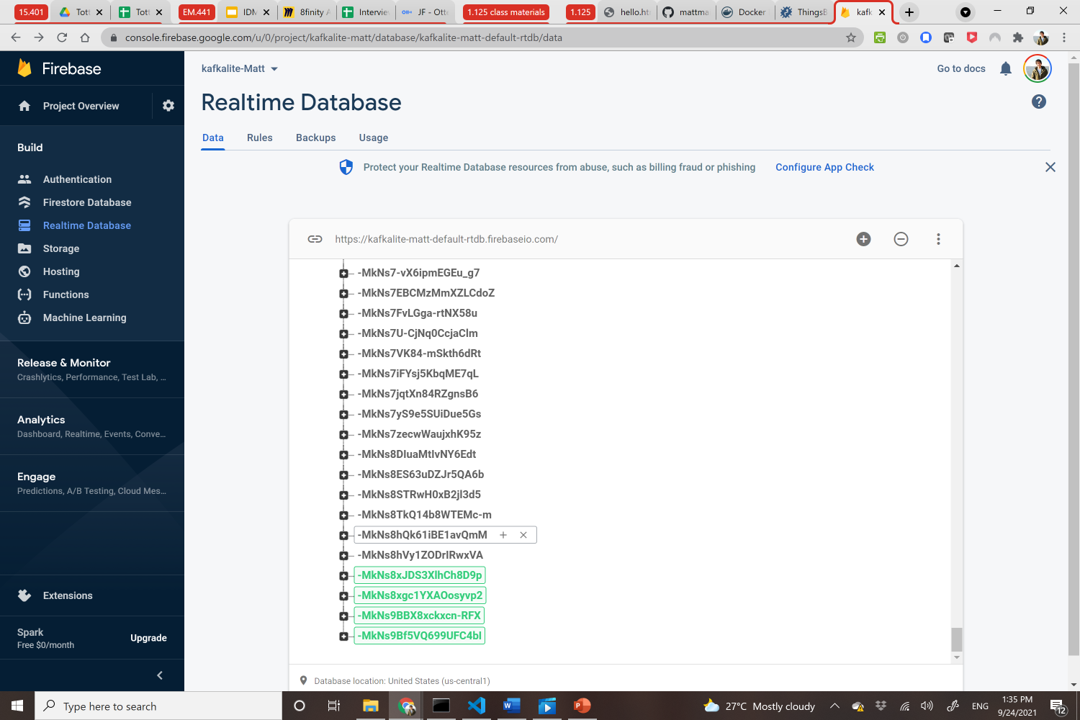 15.401
Tott
Tott
EM.441
IDM
8finity
Intervie
JF - Otts
1.125 class materials
1.125
hello.ht
mattma
Docker
ThingsB
kafk
console.firebase.google.com/u/0/project/kafkalite-matt/database/kafkalite-matt-default-rtdb/data
Firebase
kafkalite-Matt
Go to docs
Project Overview
Realtime Database
Data Rules Backups Usage
Build
Protect your Realtime Database resources from abuse, such as billing fraud or phishing
Configure App Check
Authentication
Firestore Database
Realtime Database
Storage
Hosting
Functions
Machine Learning
Release & Monitor
Crashlytics, Performance, Test Lab, ...
Analytics
Dashboard, Realtime, Events, Conve...
Engage
Predictions, A/B Testing, Cloud Mes...
Extensions
Spark
Free $0/month
Upgrade
https://kafkalite-matt-default-rtdb.firebaseio.com/
-MkNs7-vX6ipmEGEu_g7
-MkNs7EBCMzMmXZLCdoZ
-MkNs7FvLGga-rtNX58u
-MkNs7U-CjNq0CcjaClm
-MkNs7VK84-mSkth6dRt
-MkNs7iFYsj5KbqME7qL
-MkNs7jqtXn84RZgnsB6
-MkNs7yS9e5SUiDue5Gs
-MkNs7zecwWaujxhK95z
-MkNs8DIuaMtIvNY6Edt
-MkNs8ES63uDZJr5QA6b
-MkNs8STRwH0xB2jl3d5
-MkNs8TkQ14b8WTEMc-m
-MkNs8hQk61iBE1avQmM
-MkNs8hVy1ZODrIRwxVA
-MkNs8xJDS3XlhCh8D9p
-MkNs8xgc1YXAOosyvp2
-MkNs9BBX8xckxcn-RFX
-MkNs9Bf5VQ699UFC4bI
Database location: United States (us-central1)
Type here to search
27°C Mostly cloudy
ENG
1:35 PM
9/24/2021
12